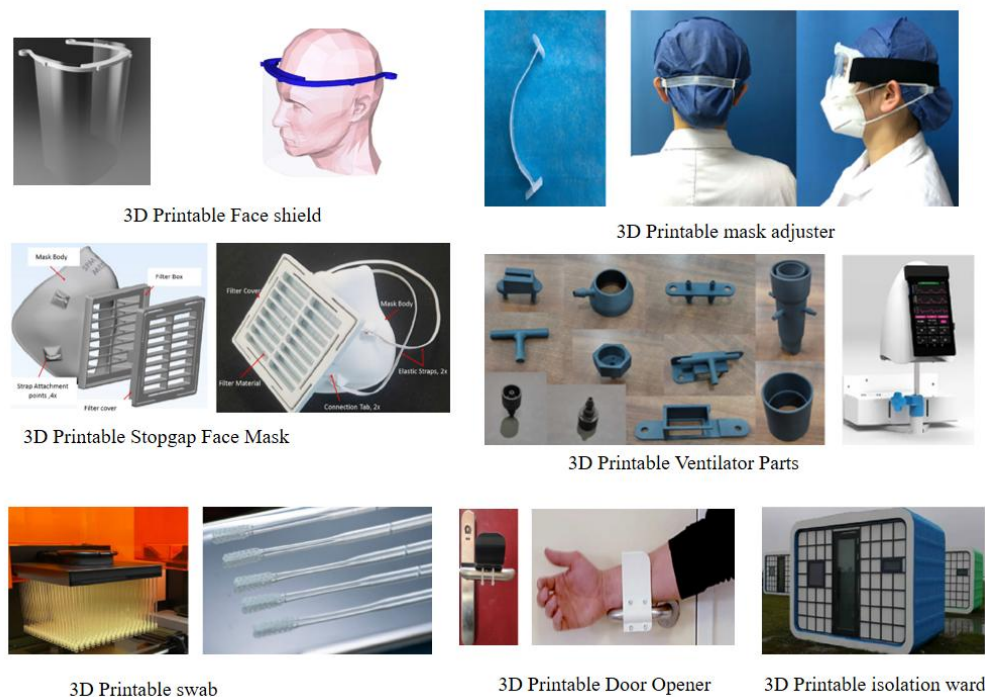 3D Printable Face shield
3D Printable mask adjuster
Mask Body
Filter Box
Strap Attachment
points ,4x
Filter cover
Filter Cover
Mask Body
Filter Material
Elastic Straps, 2x
Connection Tab, 2x
3D Printable Stopgap Face Mask
3D Printable Ventilator Parts
3D Printable swab
3D Printable Door Opener
3D Printable isolation ward